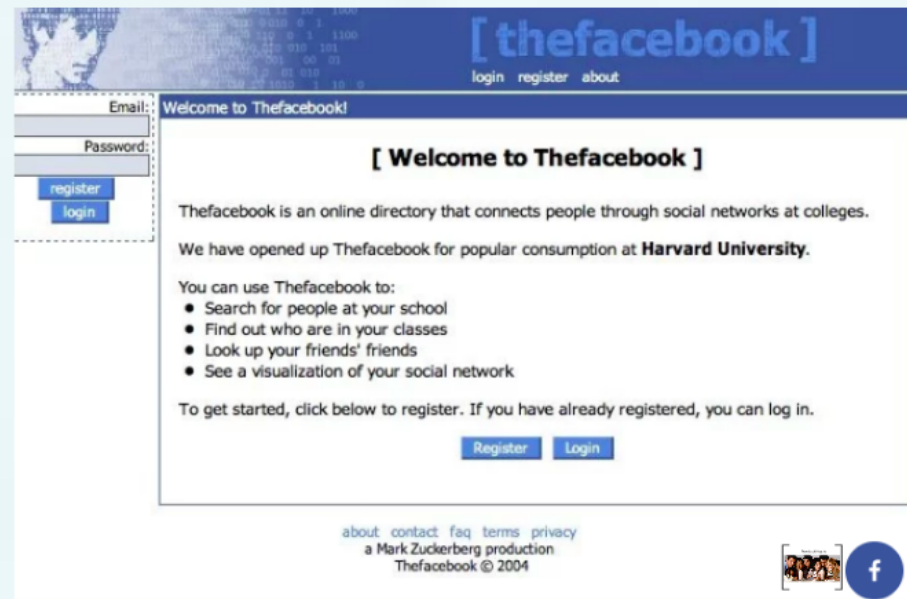 [ thefacebook ]
login register about
Email:
Password:
register
login
Welcome to Thefacebook!
[ Welcome to Thefacebook ]
Thefacebook is an online directory that connects people through social networks at colleges.
We have opened up Thefacebook for popular consumption at Harvard University.
You can use Thefacebook to:
• Search for people at your school
• Find out who are in your classes
• Look up your friends' friends
• See a visualization of your social network
To get started, click below to register. If you have already registered, you can log in.
Register Login
about contact faq terms privacy
a Mark Zuckerberg production
Thefacebook © 2004
f